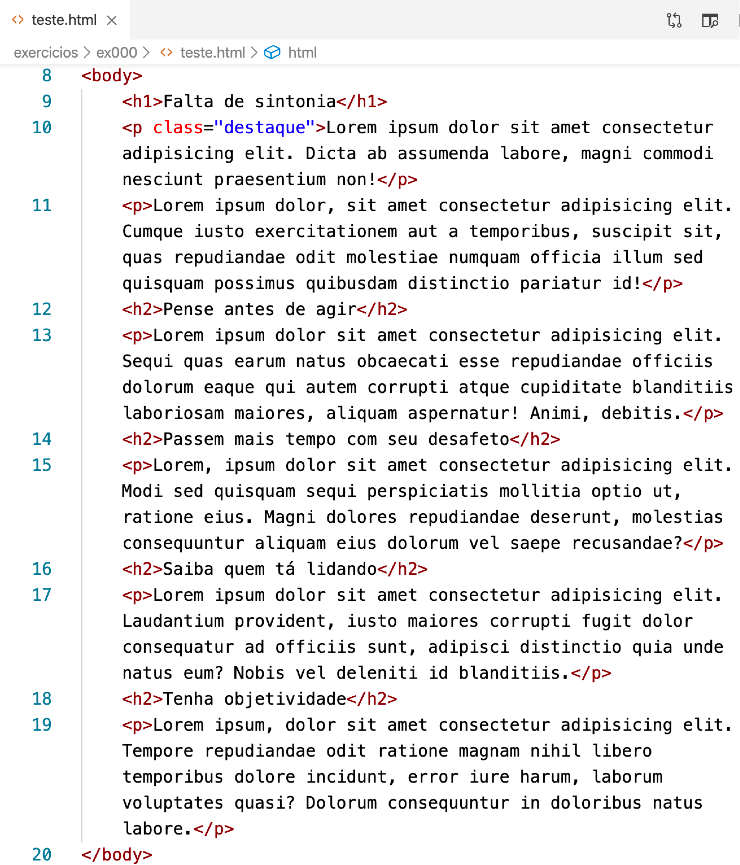 teste.html
exercicios > ex000 > teste.html > html
8 <body>
9 <h1>Falta de sintonia</h1>
10 <p class="destaque">Lorem ipsum dolor sit amet consectetur
adipisicing elit. Dicta ab assumenda labore, magni commodi
nesciunt praesentium non!</p>
11 <p>Lorem ipsum dolor, sit amet consectetur adipisicing elit.
Cumque iusto exercitationem aut a temporibus, suscipit sit,
quas repudiandae odit molestiae numquam officia illum sed
quisquam possimus quibusdam distinctio pariatur id!</p>
12 <h2>Pense antes de agir</h2>
13 <p>Lorem ipsum dolor sit amet consectetur adipisicing elit.
Sequi quas earum natus obcaecati esse repudiandae officiis
dolorum eaque qui autem corrupti atque cupiditate blanditiis
laboriosam maiores, aliquam aspernatur! Animi, debitis.</p>
14 <h2>Passem mais tempo com seu desafeto</h2>
15 <p>Lorem, ipsum dolor sit amet consectetur adipisicing elit.
Modi sed quisquam sequi perspiciatis mollitia optio ut,
ratione eius. Magni dolores repudiandae deserunt, molestias
consequuntur aliquam eius dolorum vel saepe recusandae?</p>
16 <h2>Saiba quem tá lidando</h2>
17 <p>Lorem ipsum dolor sit amet consectetur adipisicing elit.
Laudantium provident, iusto maiores corrupti fugit dolor
consequatur ad officiis sunt, adipisci distinctio quia unde
natus eum? Nobis vel deleniti id blanditiis.</p>
18 <h2>Tenha objetividade</h2>
19 <p>Lorem ipsum, dolor sit amet consectetur adipisicing elit.
Tempore repudiandae odit ratione magnam nihil libero
temporibus dolore incidunt, error iure harum, laborum
voluptates quasi? Dolorum consequuntur in doloribus natus
labore.</p>
20 </body>